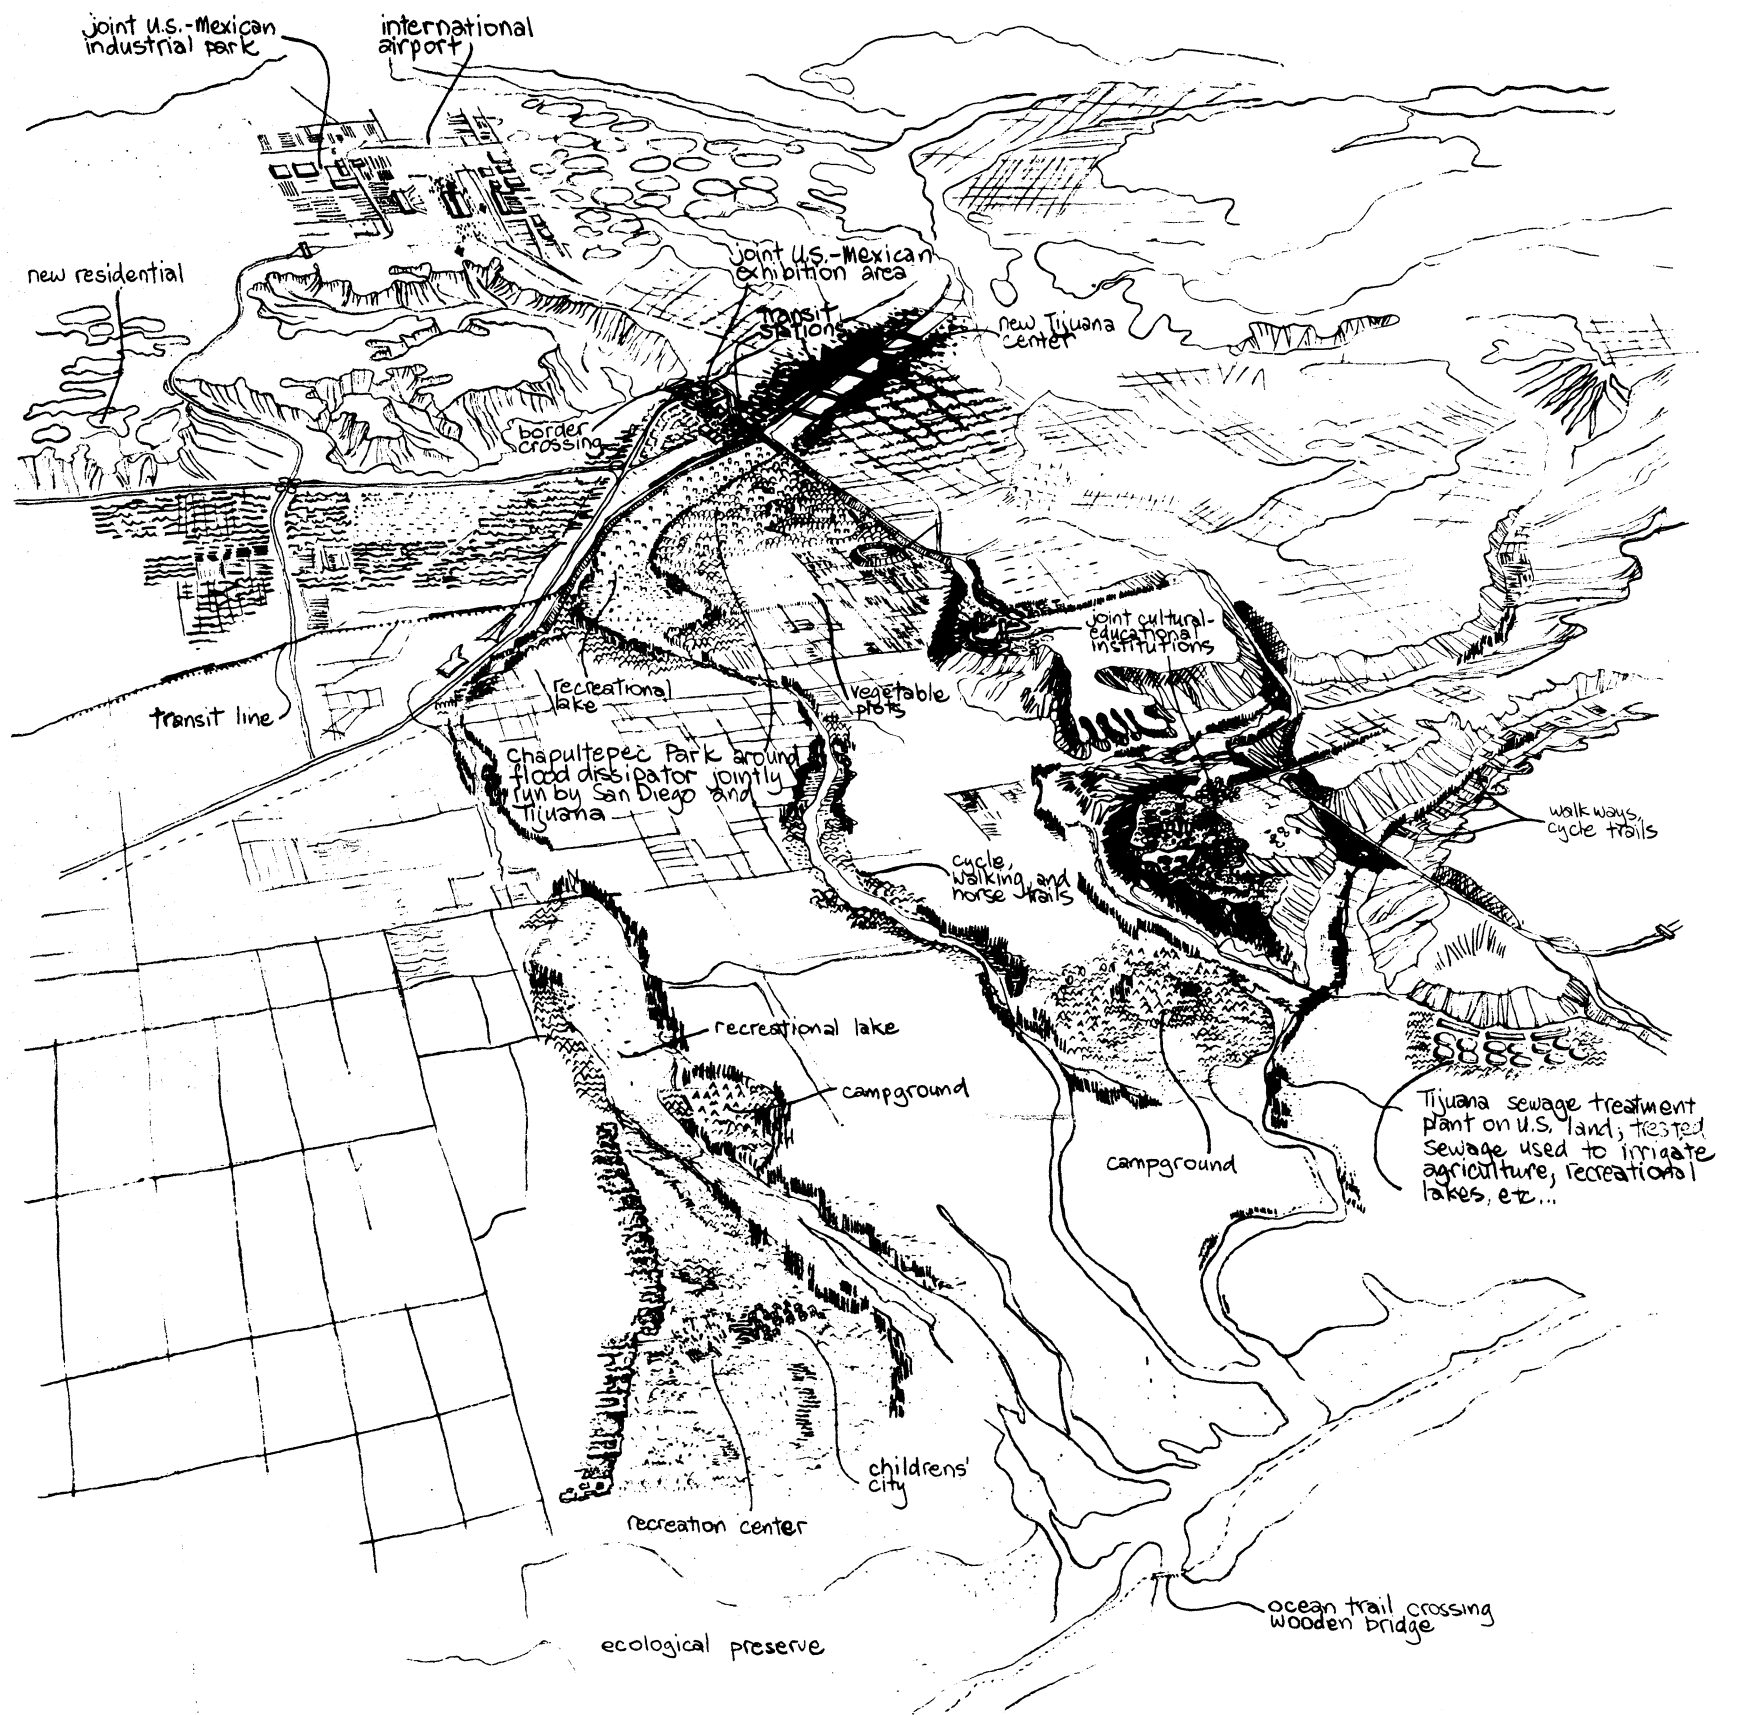 joint U.S.-Mexican
industrial park
international
airport
new residential
joint U.S.-Mexican
exhibition area
transit
stations
new Tijuana
center
border
crossing
joint cultural-
educational
institutions
recreational
lake
vegetable
plots
transit line
Chapultepec Park around
flood dissipator jointly
run by San Diego and
Tijuana
walkways,
cycle trails
cycle,
walking, and
horse trails
recreational lake
campground
campground
Tijuana sewage treatment
plant on U.S. land; treated
sewage used to irrigate
agriculture, recreational
lakes, etc...
childrens'
city
recreation center
ocean trail crossing
wooden bridge
ecological preserve